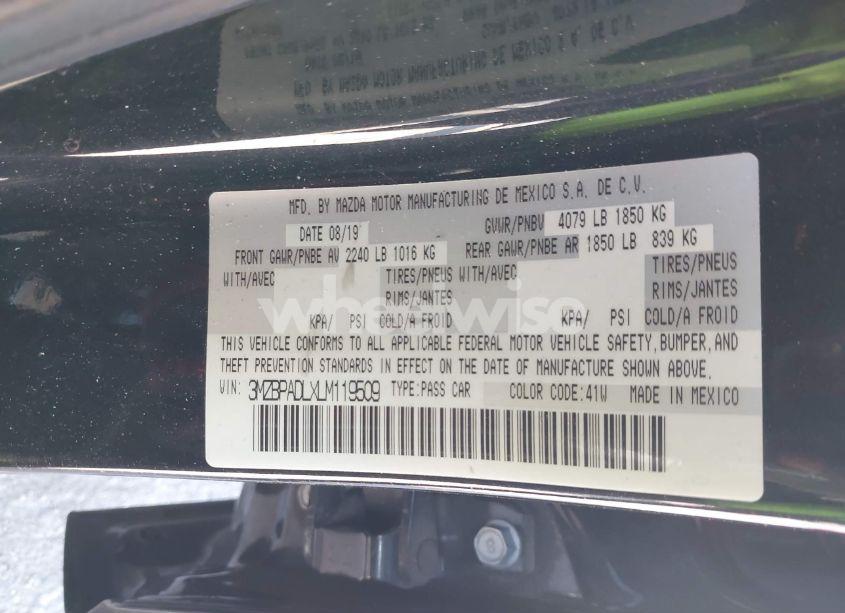 MFD. BY MAZDA MOTOR MANUFACTURING DE MEXICO S.A. DE C.V.
DATE 08/19 GVWR/PNBV 4079 LB 1850 KG
FRONT GAWR/PNBE AV 2240 LB 1016 KG REAR GAWR/PNBE AR 1850 LB 839 KG
WITH/AVEC TIRES/PNEUS WITH/AVEC TIRES/PNEUS
RIMS/JANTES RIMS/JANTES
KPA/ PSI COLD/A FROID KPA/ PSI COLD/A FROID
THIS VEHICLE CONFORMS TO ALL APPLICABLE FEDERAL MOTOR VEHICLE SAFETY, BUMPER, AND
THEFT PREVENTION STANDARDS IN EFFECT ON THE DATE OF MANUFACTURE SHOWN ABOVE.
VIN: 3MZBPADLXLM119509 TYPE:PASS CAR COLOR CODE:41W MADE IN MEXICO